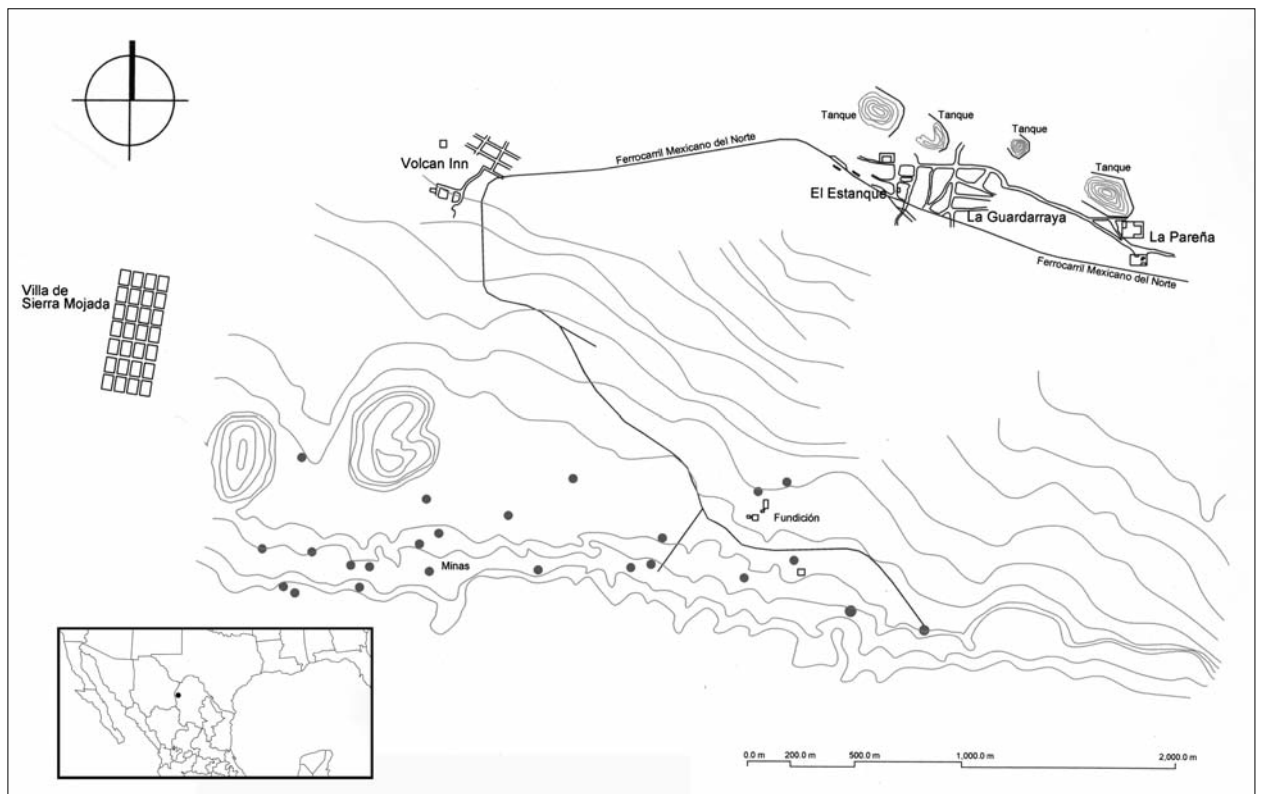 Tanque
Tanque
Tanque
Ferrocarril Mexicano del Norte
Volcan Inn
Tanque
El Estanque
La Guardarraya
La Pareña
Ferrocarril Mexicano del Norte
Villa de
Sierra Mojada
Fundición
Minas
0.0 m 200.0 m 500.0 m 1,000.0 m 2,000.0 m